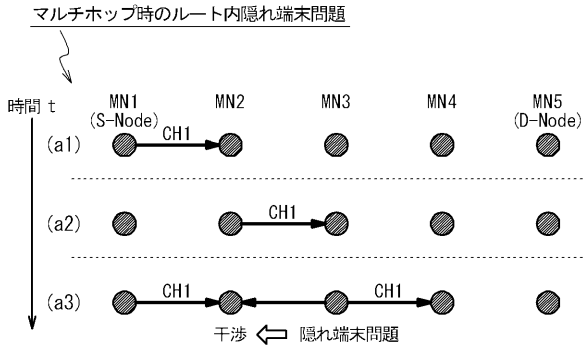 マルチホップ時のルート内隠れ端末問題
時間 t
MN1 MN2 MN3 MN4 MN5
(S-Node) (D-Node)
(a1) CH1
(a2) CH1
(a3) CH1 CH1
干渉 隠れ端末問題